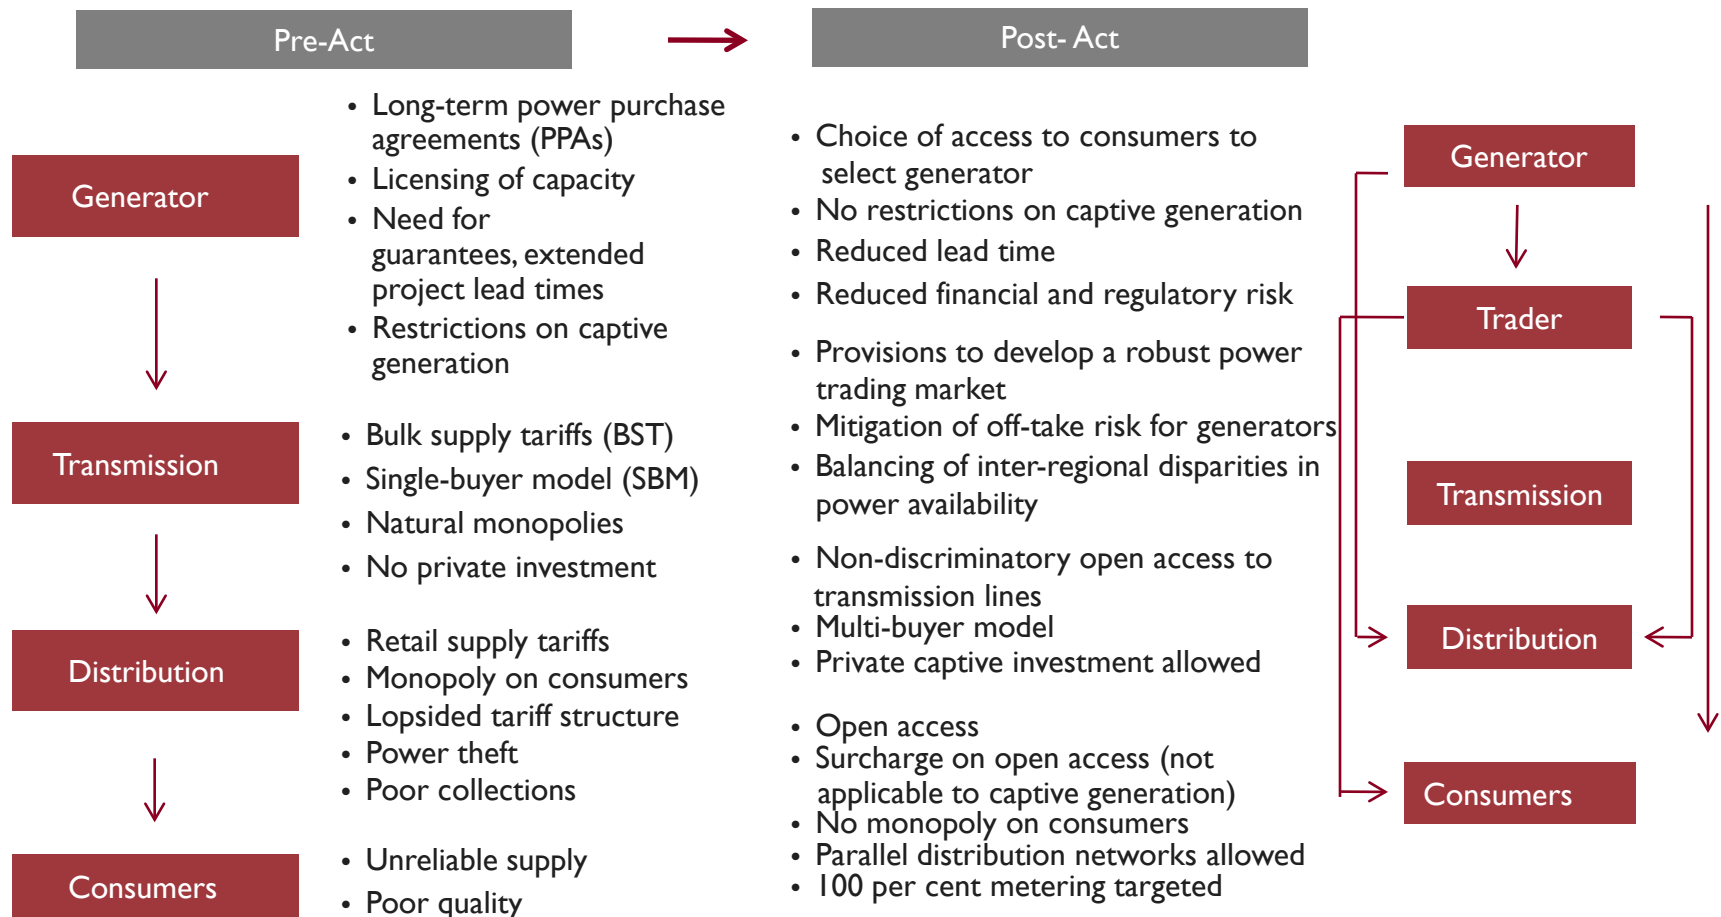 Pre-Act
Post- Act
Generator
• Long-term power purchase
agreements (PPAs)
• Licensing of capacity
• Need for
guarantees, extended
project lead times
• Restrictions on captive
generation
Transmission
• Bulk supply tariffs (BST)
• Single-buyer model (SBM)
• Natural monopolies
• No private investment
Distribution
• Retail supply tariffs
• Monopoly on consumers
• Lopsided tariff structure
• Power theft
• Poor collections
Consumers
• Unreliable supply
• Poor quality
• Choice of access to consumers to
select generator
• No restrictions on captive generation
• Reduced lead time
• Reduced financial and regulatory risk
• Provisions to develop a robust power
trading market
• Mitigation of off-take risk for generators
• Balancing of inter-regional disparities in
power availability
• Non-discriminatory open access to
transmission lines
• Multi-buyer model
• Private captive investment allowed
• Open access
• Surcharge on open access (not
applicable to captive generation)
• No monopoly on consumers
• Parallel distribution networks allowed
• 100 per cent metering targeted
Generator
Trader
Transmission
Distribution
Consumers